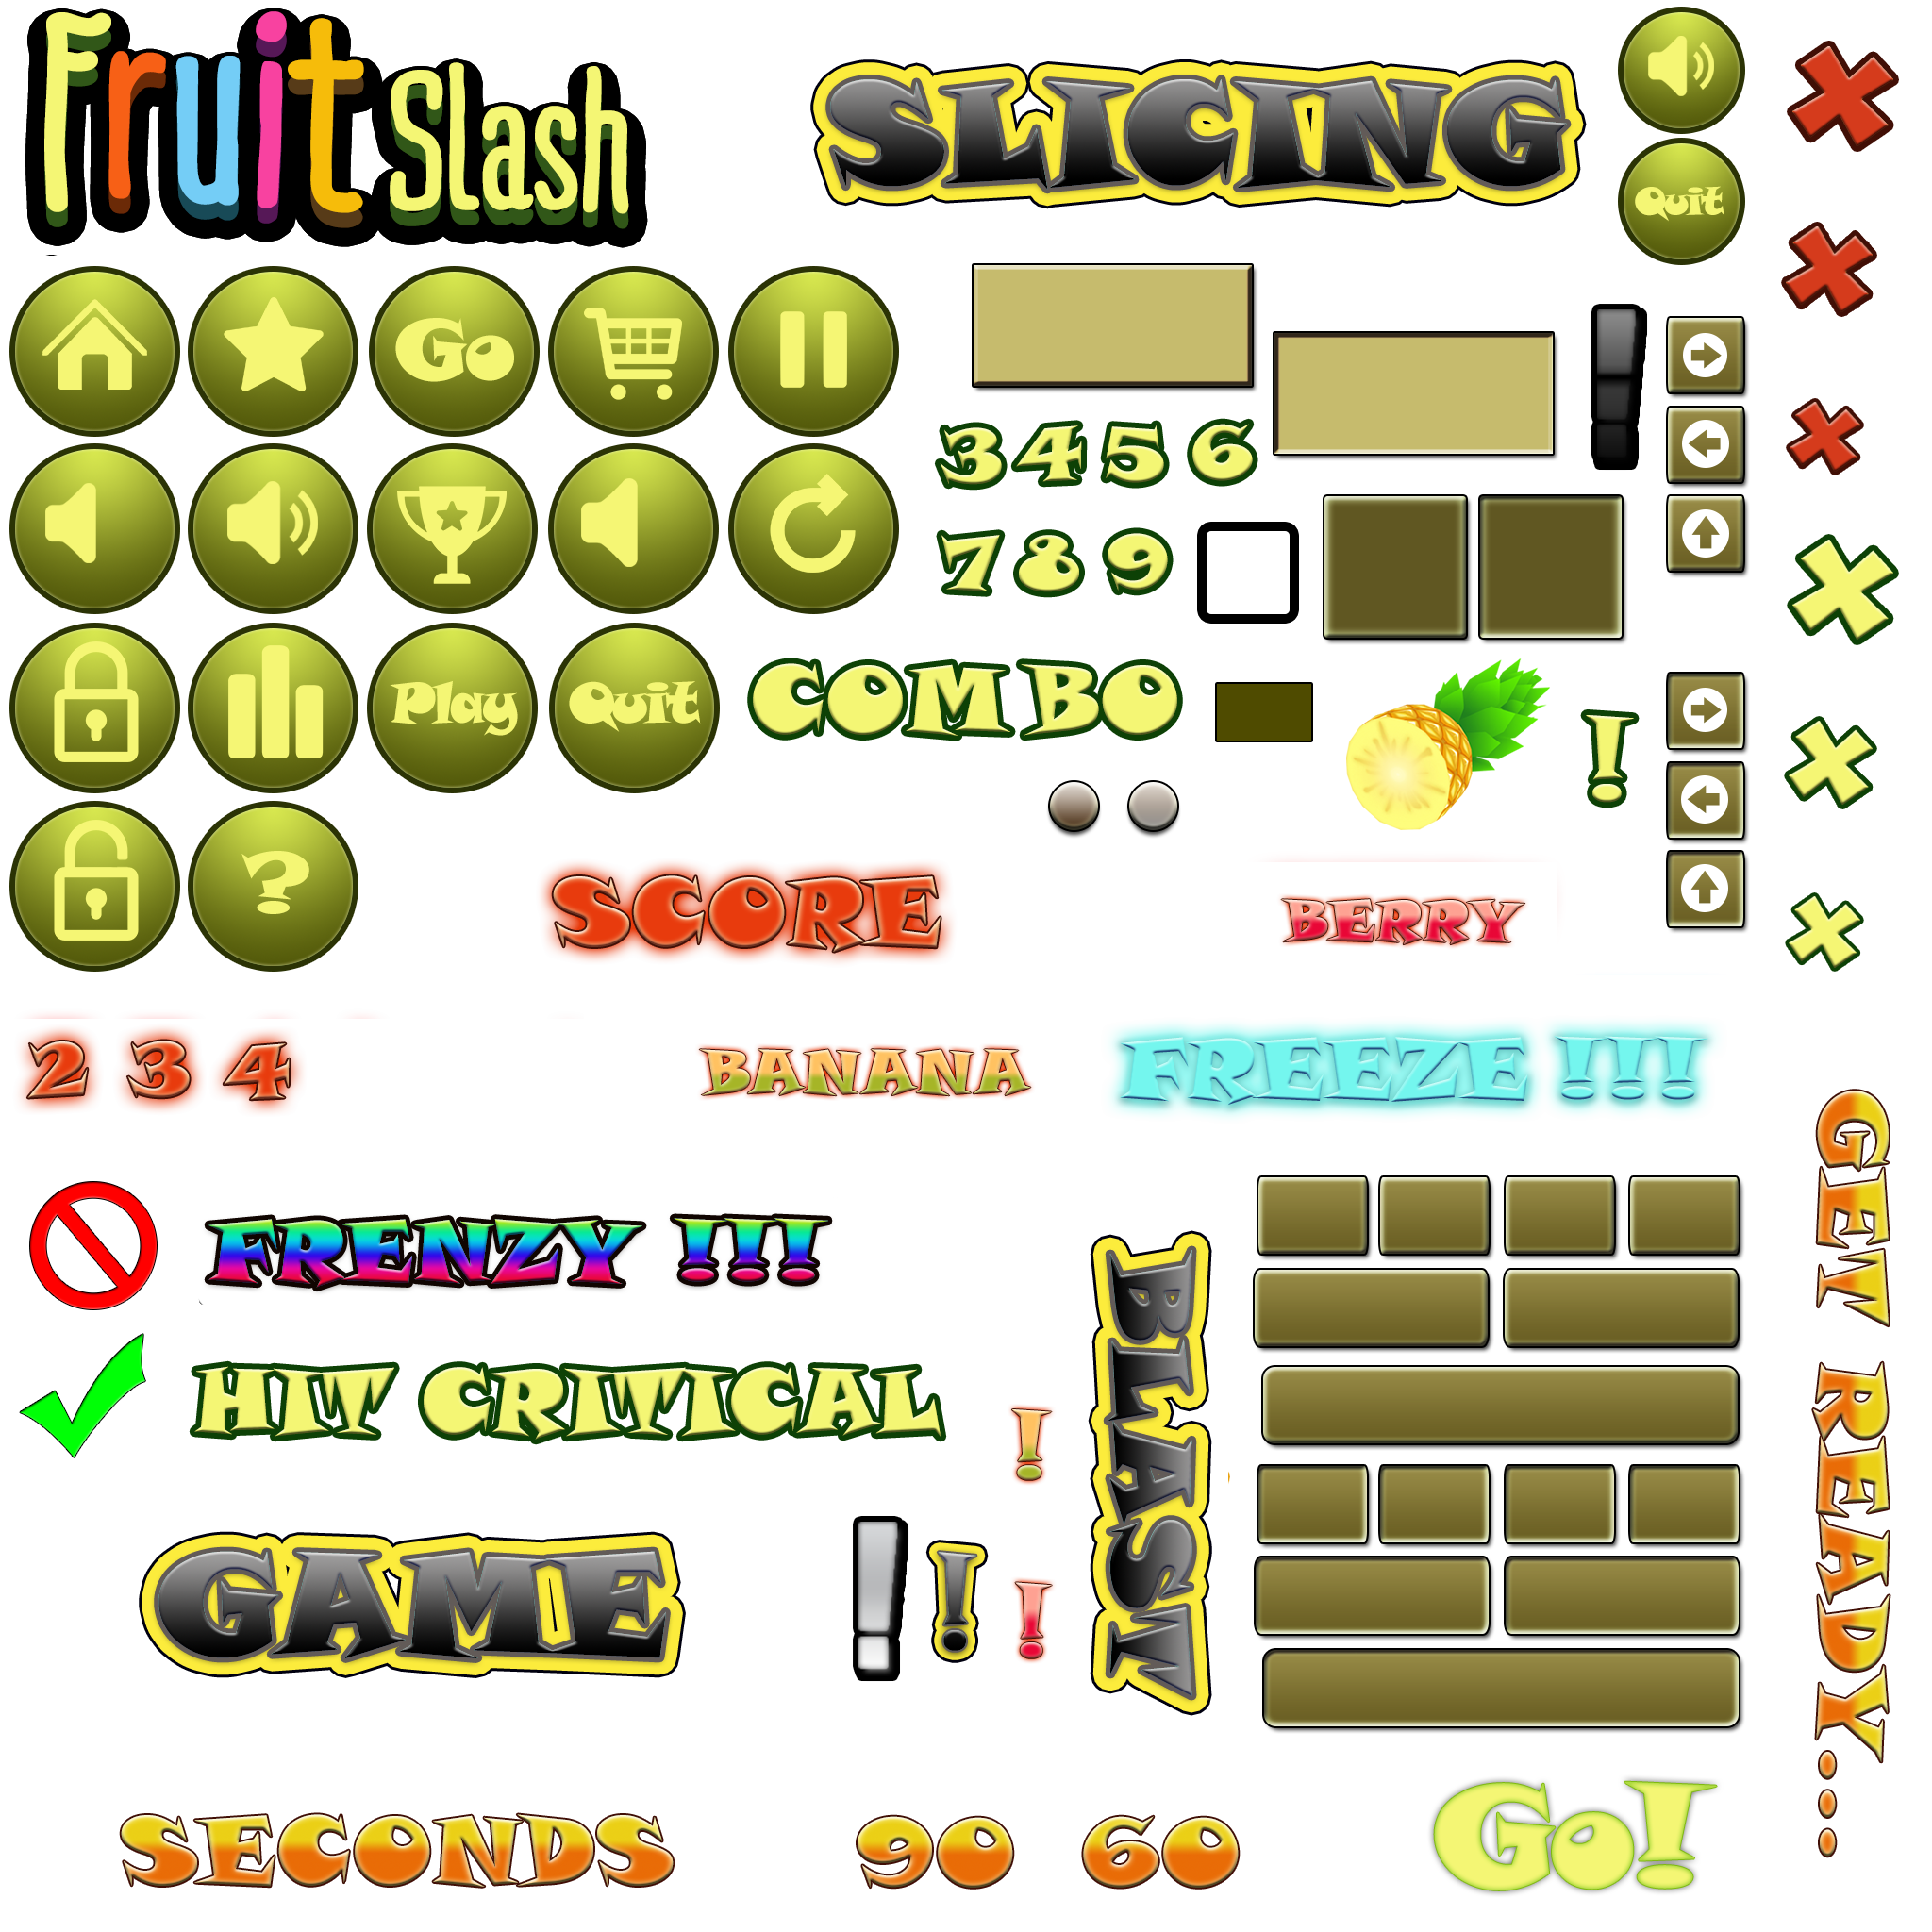 Fruit Slash
SLICING
Quit
Go
3 4 5 6
7 8 9
COMBO
Play
Quit
!
!
?
SCORE
BERRY
2 3 4
BANANA
FREEZE !!!
GET READY...
FRENZY !!!
BLAST
HIT CRITICAL
!
GAME
!
!
!
SECONDS
90
60
Go!